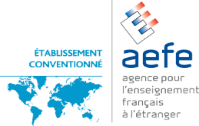 ÉTABLISSEMENT
CONVENTIONNÉ
aefe
agence pour
l'enseignement
français
à l'étranger